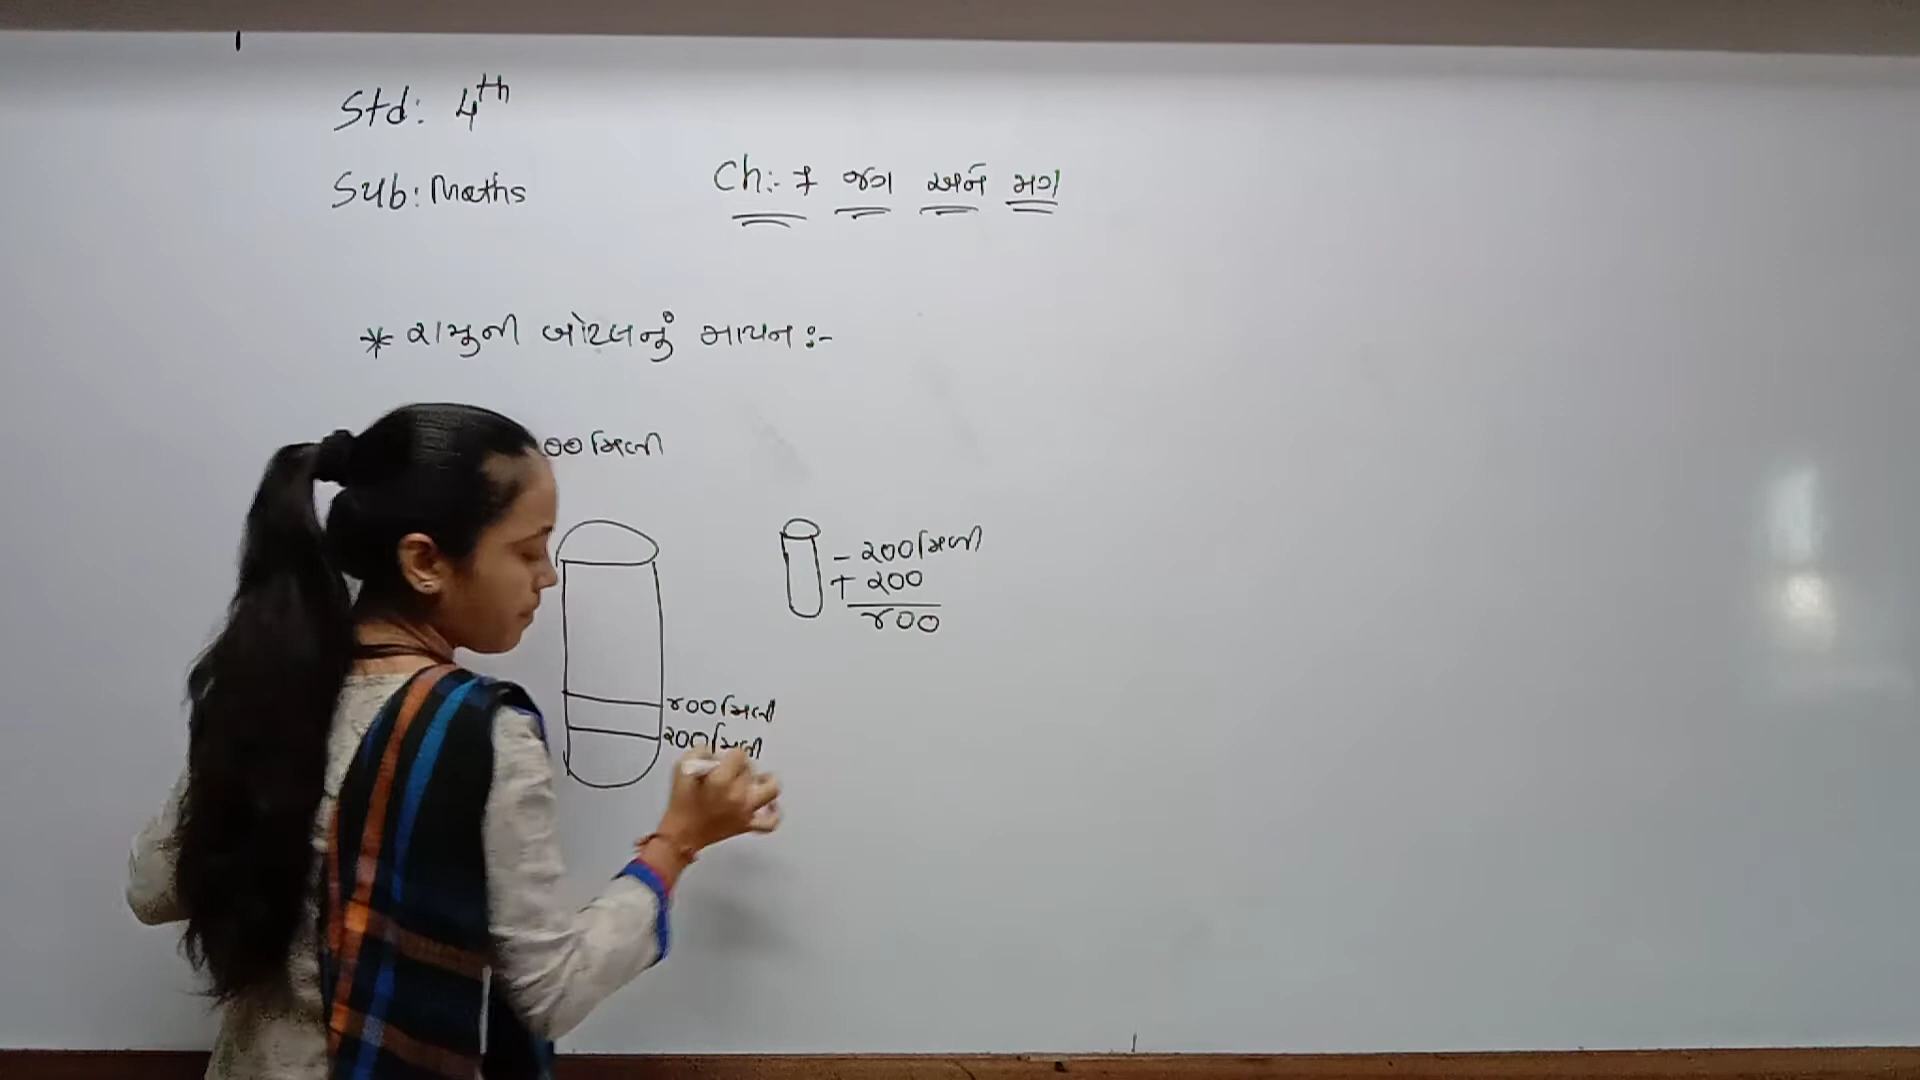 Std: 4th
Sub: Maths
Ch:- 7 જગ અને મગ
* રામુની બોટલનું માપન :-
૦૦ મિલી
- ૨૦૦ મિલી
+ ૨૦૦
૪૦૦
૪૦૦ મિલી
૨૦૦ મિલી